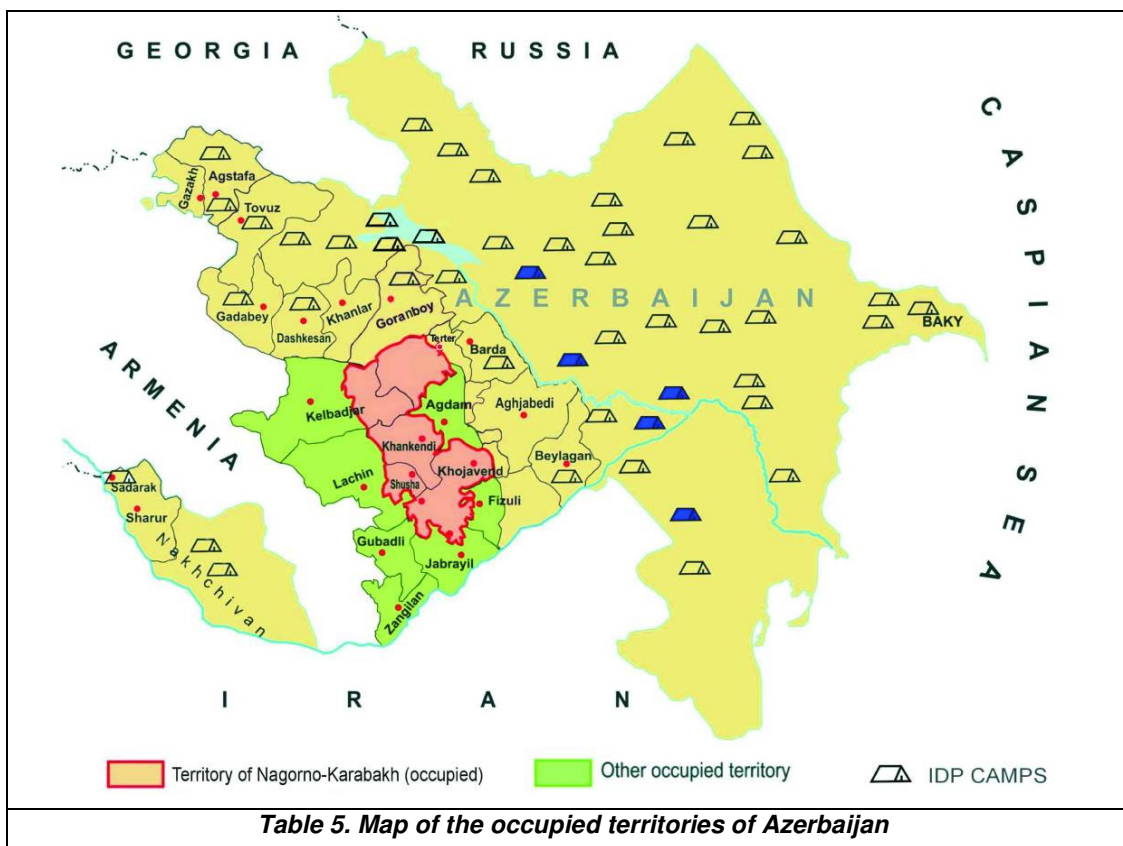 GEORGIA
RUSSIA
CASPIAN SEA
ARMENIA
IRAN
AZERBAIJAN
Gazakh
Agstafa
Tovuz
Gadabey
Dashkesan
Khanlar
Goranboy
Terter
Barda
Kelbadjar
Agdam
Aghjabedi
Khankendi
Lachin
Shusha
Khojavend
Beylagan
Fizuli
Gubadli
Jabrayil
Zangilan
Sadarak
Sharur
Nakhchivan
BAKY
Territory of Nagorno-Karabakh (occupied)
Other occupied territory
IDP CAMPS
Table 5. Map of the occupied territories of Azerbaijan